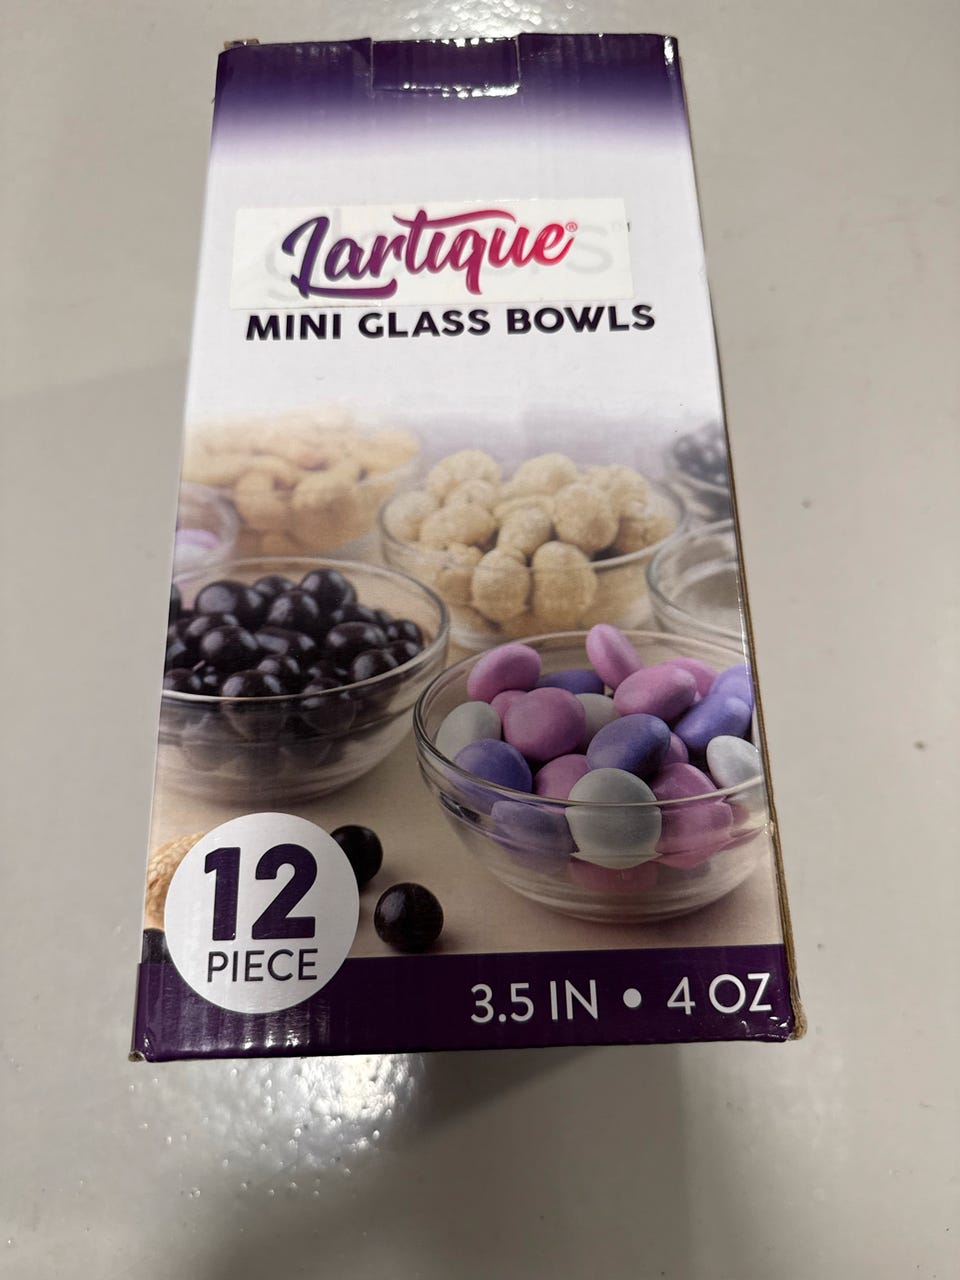 Lartique®
MINI GLASS BOWLS
12
PIECE
3.5 IN • 4 OZ